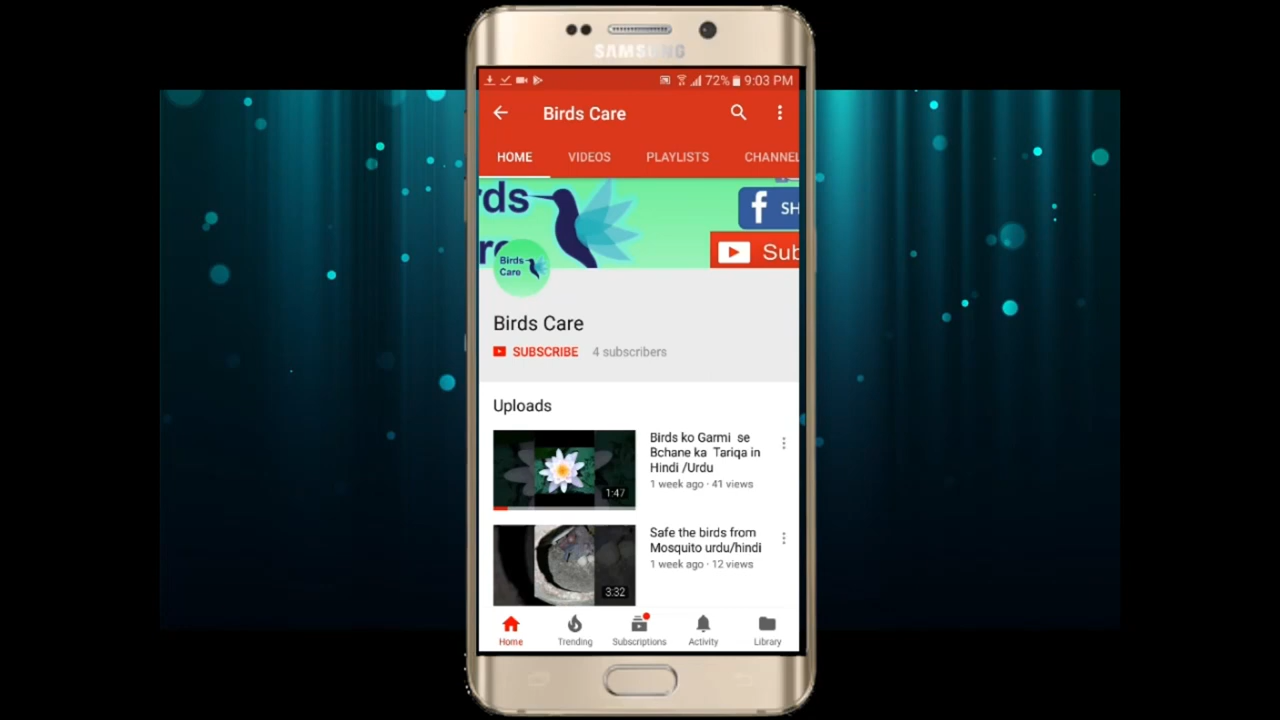 SAMSUNG
72% 9:03 PM
Birds Care
HOME VIDEOS PLAYLISTS CHANNEL
rds
re
f SH
Sub
Birds
Care
Birds Care
SUBSCRIBE 4 subscribers
Uploads
Birds ko Garmi se
Bchane ka Tariqa in
Hindi /Urdu
1 week ago · 41 views
1:47
Safe the birds from
Mosquito urdu/hindi
1 week ago · 12 views
3:32
Home Trending Subscriptions Activity Library